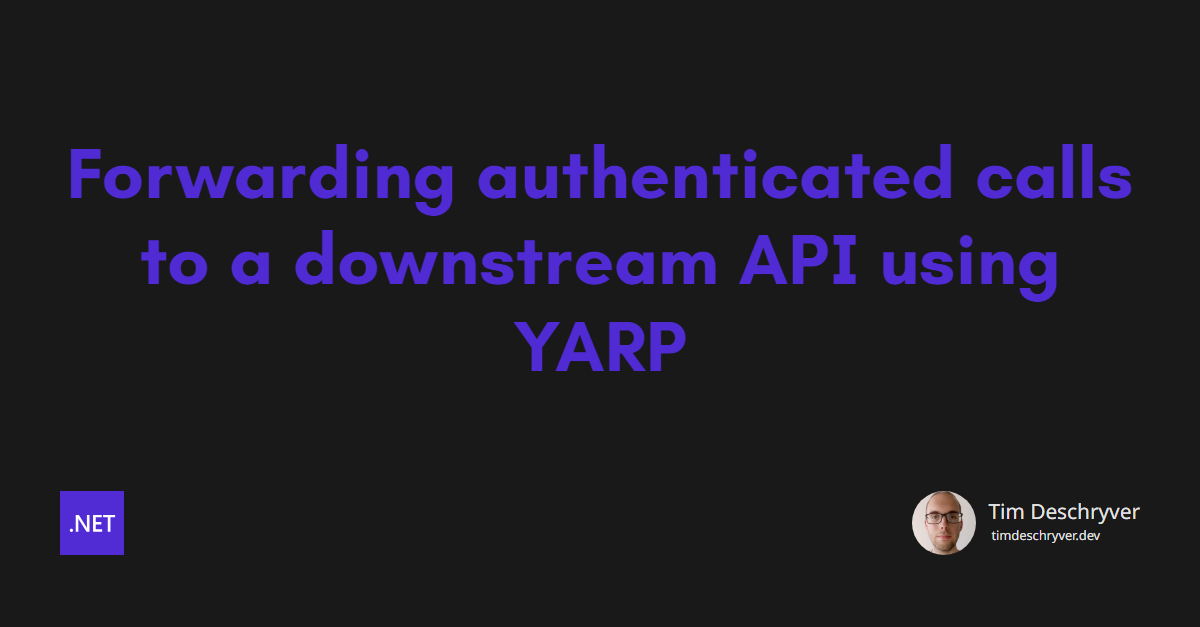 Forwarding authenticated calls
to a downstream API using
YARP
.NET
Tim Deschryver
timdeschryver.dev